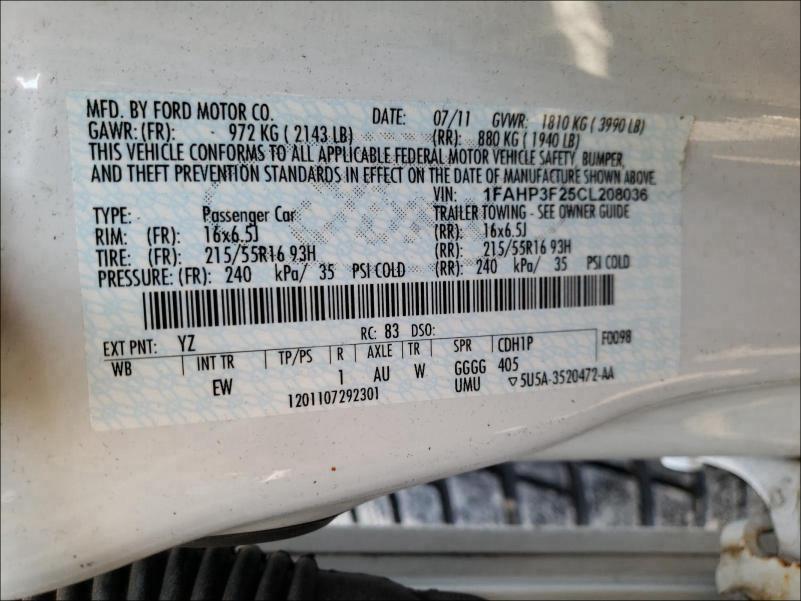 MFD. BY FORD MOTOR CO. DATE: 07/11 GVWR: 1810 KG ( 3990 LB)
GAWR: (FR): 972 KG ( 2143 LB) (RR): 880 KG ( 1940 LB)
THIS VEHICLE CONFORMS TO ALL APPLICABLE FEDERAL MOTOR VEHICLE SAFETY, BUMPER,
AND THEFT PREVENTION STANDARDS IN EFFECT ON THE DATE OF MANUFACTURE SHOWN ABOVE.
VIN: 1FAHP3F25CL208036
TYPE: Passenger Car TRAILER TOWING - SEE OWNER GUIDE
RIM: (FR): 16x6.5J (RR): 16x6.5J
TIRE: (FR): 215/55R16 93H (RR): 215/55R16 93H
PRESSURE: (FR): 240 kPa/ 35 PSI COLD (RR): 240 kPa/ 35 PSI COLD
EXT PNT: YZ RC: 83 DSO: F0098
WB INT TR TP/PS R AXLE TR SPR CDH1P
EW 1 AU W GGGG 405
UMU ▽5U5A-3520472-AA
1201107292301